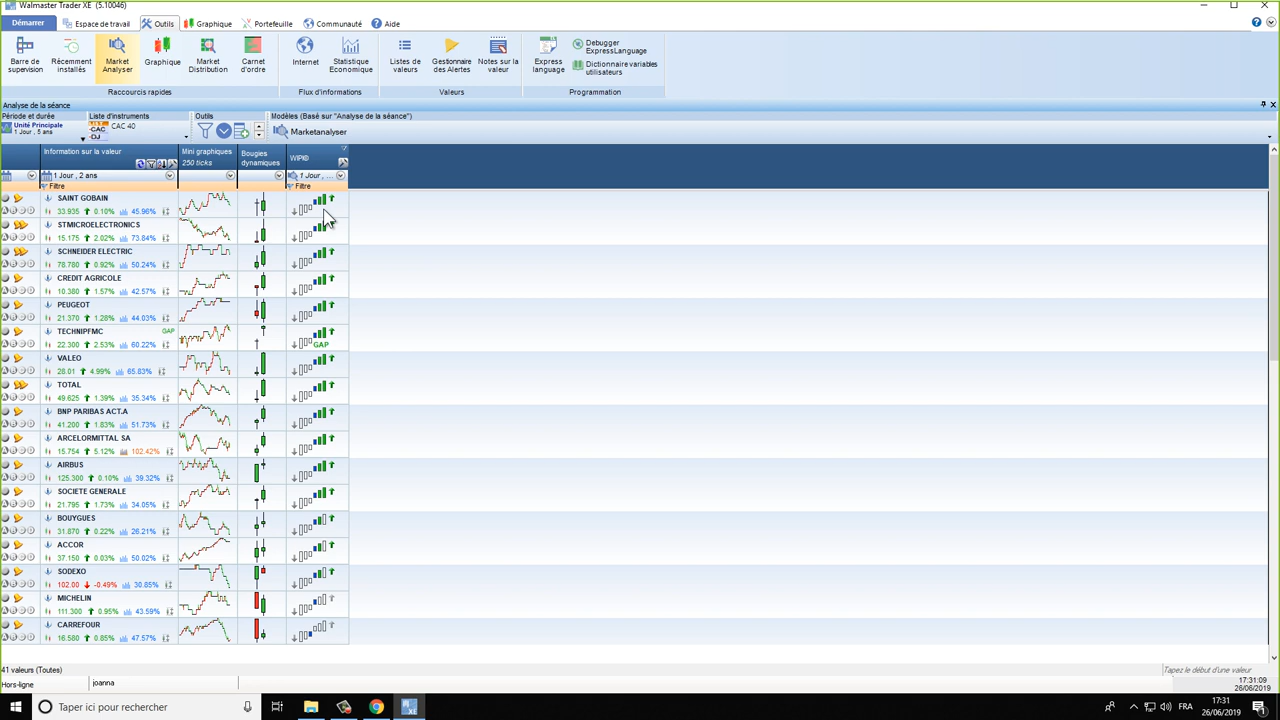 Walmaster Trader XE (5.10046)
Démarrer
Espace de travail
Outils
Graphique
Portefeuille
Communauté
Aide
Barre de supervision
Récemment installés
Market Analyser
Graphique
Market Distribution
Carnet d'ordre
Internet
Statistique Economique
Listes de valeurs
Gestionnaire des Alertes
Notes sur la valeur
Express language
Debugger ExpressLanguage
Dictionnaire variables utilisateurs
Raccourcis rapides
Flux d'informations
Valeurs
Programmation
Analyse de la séance
Période et durée
Liste d'instruments
Outils
Modèles (Basé sur "Analyse de la séance")
Unité Principale
1 Jour , 5 ans
CAC 40
Marketanalyser
Information sur la valeur
Mini graphiques
250 ticks
Bougies dynamiques
WIPI©
1 Jour , 2 ans
1 Jour , ...
Filtre
Filtre
SAINT GOBAIN
33.935 0.10% 45.96%
STMICROELECTRONICS
15.175 2.02% 73.84%
SCHNEIDER ELECTRIC
78.780 0.92% 50.24%
CREDIT AGRICOLE
10.380 1.57% 42.57%
PEUGEOT
21.370 1.28% 44.03%
TECHNIPFMC GAP
22.300 2.53% 60.22% GAP
VALEO
28.01 4.99% 65.83%
TOTAL
49.625 1.39% 35.34%
BNP PARIBAS ACT.A
41.200 1.83% 51.73%
ARCELORMITTAL SA
15.754 5.12% 102.42%
AIRBUS
125.300 0.10% 39.32%
SOCIETE GENERALE
21.795 1.73% 34.05%
BOUYGUES
31.870 0.22% 26.21%
ACCOR
37.150 0.03% 50.02%
SODEXO
102.00 -0.49% 30.85%
MICHELIN
111.300 0.95% 43.59%
CARREFOUR
16.580 0.85% 47.57%
41 valeurs (Toutes)
Tapez le début d'une valeur
Hors-ligne
joanna
17:31:09
26/06/2019
Taper ici pour rechercher
FRA
17:31
26/06/2019